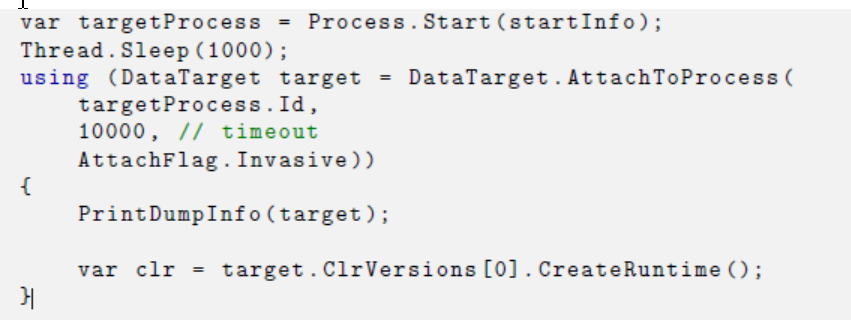 var targetProcess = Process.Start(startInfo);
Thread.Sleep(1000);
using (DataTarget target = DataTarget.AttachToProcess(
    targetProcess.Id,
    10000, // timeout
    AttachFlag.Invasive))
{
    PrintDumpInfo(target);

    var clr = target.ClrVersions[0].CreateRuntime();
}